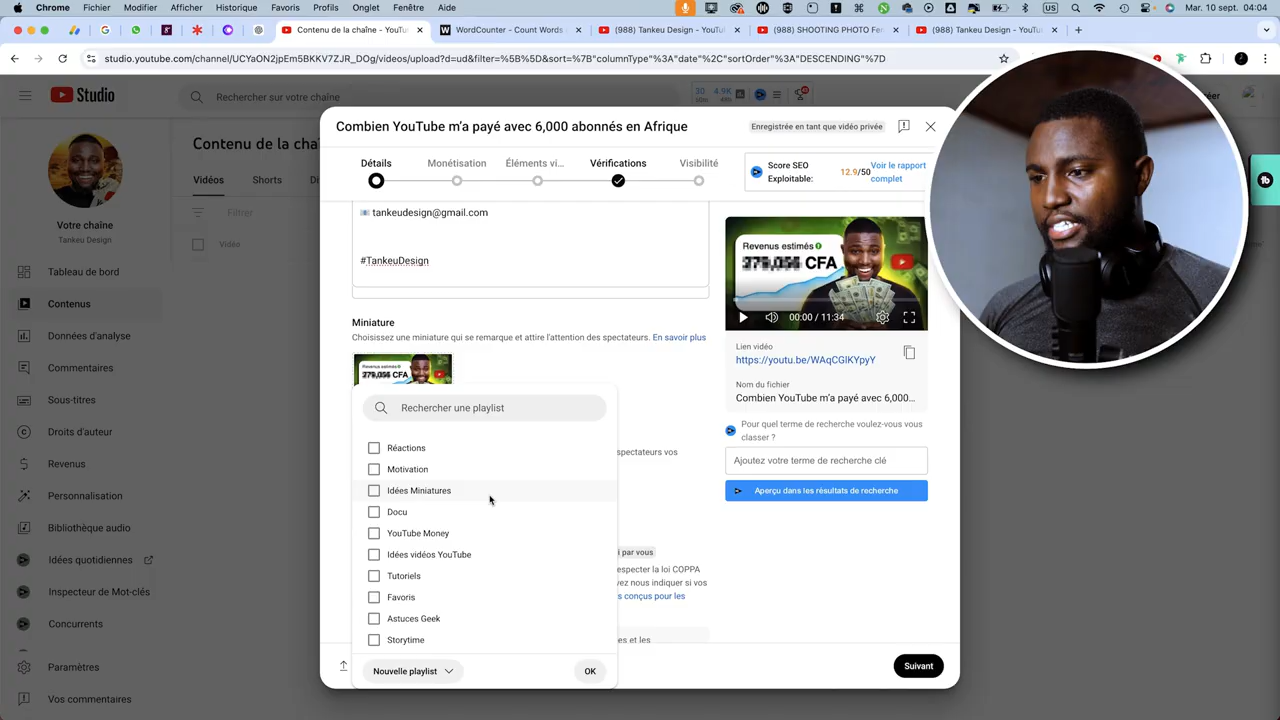 Chrome Fichier Modifier Afficher Historique Favoris Profils Onglet Fenêtre Aide
Mar. 10 sept. 04:04
Contenu de la chaîne - YouTu
WordCounter - Count Words
(988) Tankeu Design - YouTu
(988) SHOOTING PHOTO Fe
(988) Tankeu Design - YouTu
studio.youtube.com/channel/UCYaON2jpEm5BKKV7ZJR_DOg/videos/upload?d=ud&filter=%5B%5D&sort=%7B"columnType"%3A"date"%2C"sortOrder"%3A"DESCENDING"%7D
Studio
Rechercher sur votre chaîne
30
4.9K
Créer
Votre chaîne
Tankeu Design
Tableau de bord
Contenus
Données d'analyse
Commentaires
Sous-titres
Droits d'auteur
Revenus
Personnalisation
Bibliothèque audio
Idées quotidiennes
Inspecteur de Mot-clés
Concurrents
Paramètres
Vos commentaires
Contenu de la cha
Vidéos
Shorts
Filtrer
Vidéo
Combien YouTube m'a payé avec 6,000 abonnés en Afrique
Enregistrée en tant que vidéo privée
Détails
Monétisation
Éléments vi…
Vérifications
Visibilité
Score SEO
Exploitable:
12.9/50
Voir le rapport
complet
tankeudesign@gmail.com
#TankeuDesign
Miniature
Choisissez une miniature qui se remarque et attire l'attention des spectateurs. En savoir plus
Revenus estimés
CFA
Rechercher une playlist
Réactions
Motivation
Idées Miniatures
Docu
YouTube Money
Idées vidéos YouTube
Tutoriels
Favoris
Astuces Geek
Storytime
Nouvelle playlist
OK
spectateurs vos
i par vous
especter la loi COPPA
vez nous indiquer si vos
s conçus pour les
es et les
Revenus estimés
CFA
00:00 / 11:34
Lien vidéo
https://youtu.be/WAqCGlKYpyY
Nom du fichier
Combien YouTube m'a payé avec 6,000…
Pour quel terme de recherche voulez-vous vous
classer ?
Ajoutez votre terme de recherche clé
Aperçu dans les résultats de recherche
Suivant